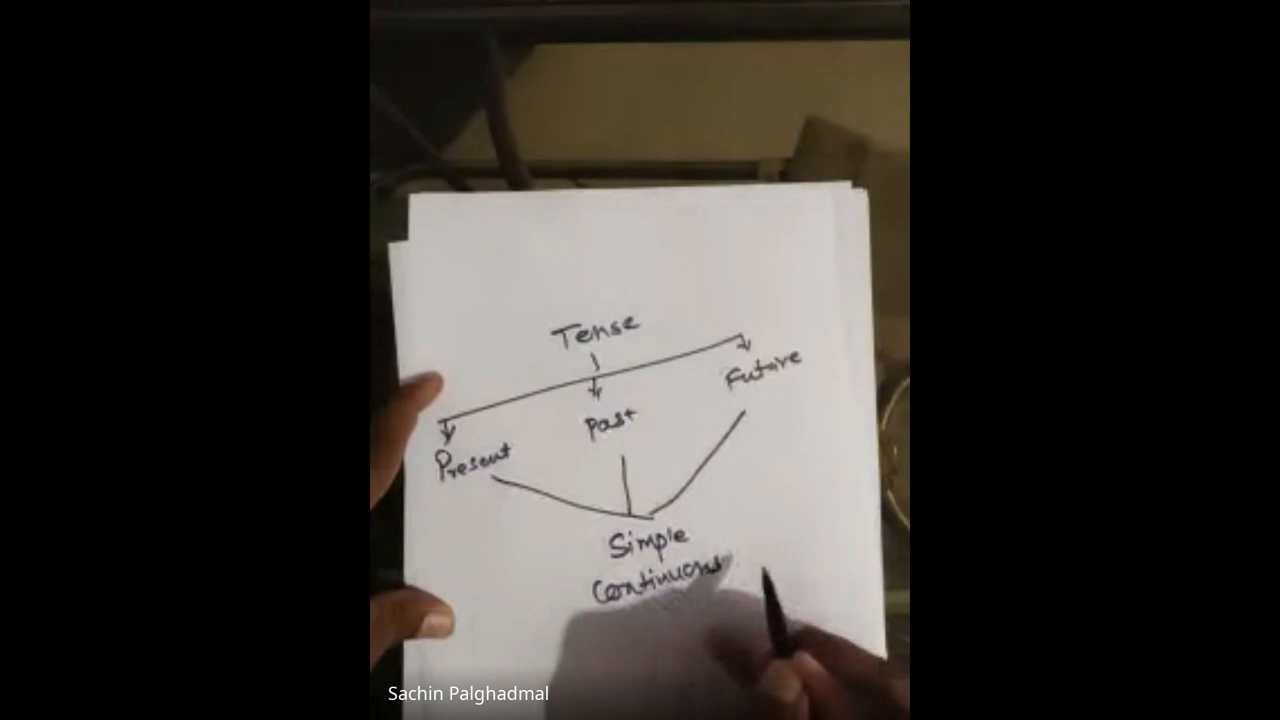 Tense
Present Past Future
Simple
Continuous
Sachin Palghadmal